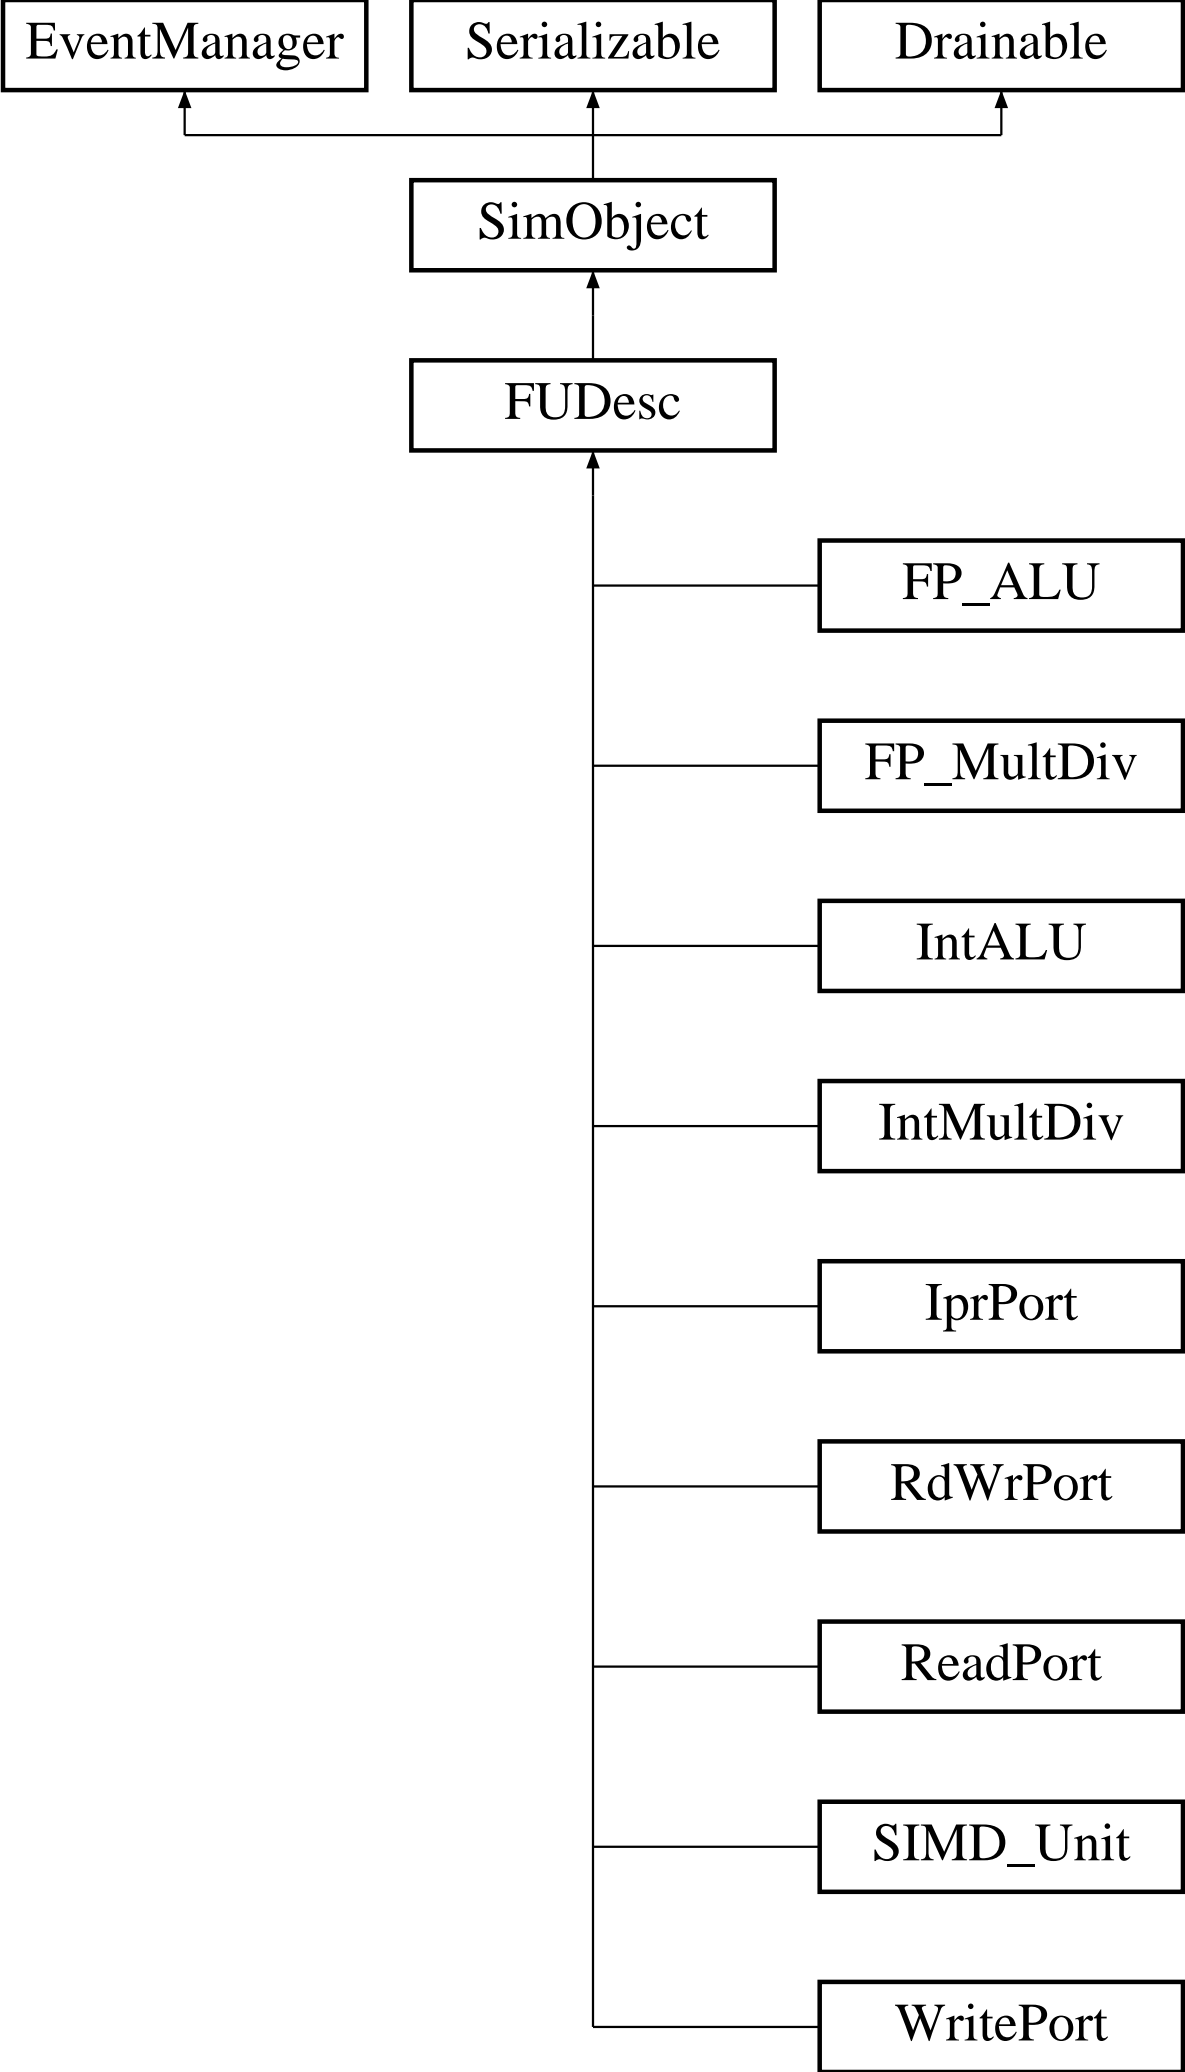 EventManager
Serializable
Drainable
SimObject
FUDesc
FP_ALU
FP_MultDiv
IntALU
IntMultDiv
IprPort
RdWrPort
ReadPort
SIMD_Unit
WritePort